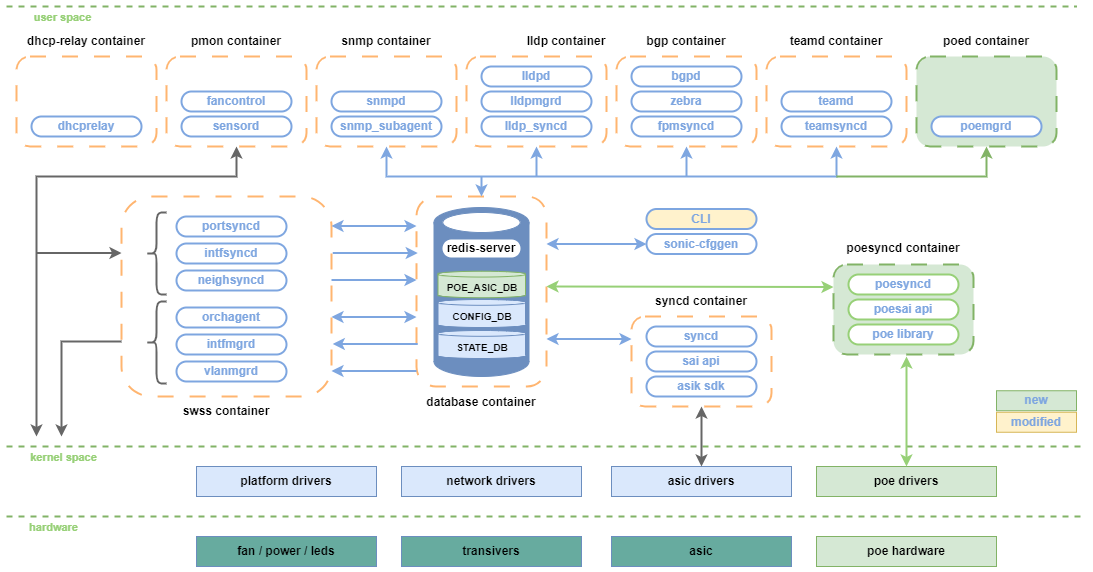 user space
dhcp-relay container
pmon container
snmp container
lldp container
bgp container
teamd container
poed container
dhcprelay
fancontrol
sensord
snmpd
snmp_subagent
lldpd
lldpmgrd
lldp_syncd
bgpd
zebra
fpmsyncd
teamd
teamsyncd
poemgrd
portsyncd
intfsyncd
neighsyncd
orchagent
intfmgrd
vlanmgrd
swss container
redis-server
POE_ASIC_DB
CONFIG_DB
STATE_DB
database container
CLI
sonic-cfggen
syncd container
syncd
sai api
asik sdk
poesyncd container
poesyncd
poesai api
poe library
new
modified
kernel space
platform drivers
network drivers
asic drivers
poe drivers
hardware
fan / power / leds
transivers
asic
poe hardware